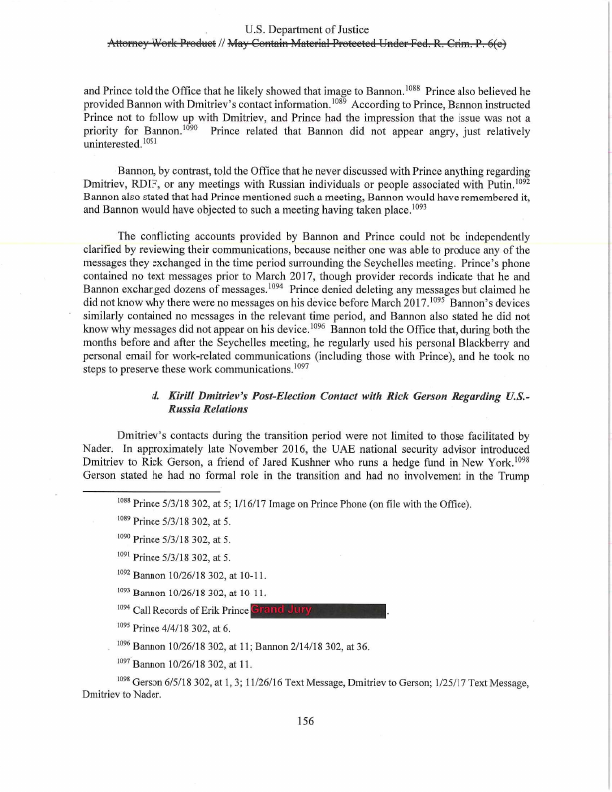 U.S. Department of Justice
Attorney Work Product // May Contain Material Protected Under Fed. R. Crim. P. 6(e)
and Prince told the Office that he likely showed that image to Bannon.1088 Prince also believed he
provided Bannon with Dmitriev's contact information.1089 According to Prince, Bannon instructed
Prince not to follow up with Dmitriev, and Prince had the impression that the issue was not a
priority for Bannon.1090 Prince related that Bannon did not appear angry, just relatively
uninterested.1051
Bannon, by contrast, told the Office that he never discussed with Prince anything regarding
Dmitriev, RDIF, or any meetings with Russian individuals or people associated with Putin.1092
Bannon also stated that had Prince mentioned such a meeting, Bannon would have remembered it,
and Bannon would have objected to such a meeting having taken place.1093
The conflicting accounts provided by Bannon and Prince could not be independently
clarified by reviewing their communications, because neither one was able to produce any of the
messages they exchanged in the time period surrounding the Seychelles meeting. Prince's phone
contained no text messages prior to March 2017, though provider records indicate that he and
Bannon exchanged dozens of messages.1094 Prince denied deleting any messages but claimed he
did not know why there were no messages on his device before March 2017.1095 Bannon's devices
similarly contained no messages in the relevant time period, and Bannon also stated he did not
know why messages did not appear on his device.1096 Bannon told the Office that, during both the
months before and after the Seychelles meeting, he regularly used his personal Blackberry and
personal email for work-related communications (including those with Prince), and he took no
steps to preserve these work communications.1097
d. Kirill Dmitriev's Post-Election Contact with Rick Gerson Regarding U.S.-
Russia Relations
Dmitriev's contacts during the transition period were not limited to those facilitated by
Nader. In approximately late November 2016, the UAE national security advisor introduced
Dmitriev to Rick Gerson, a friend of Jared Kushner who runs a hedge fund in New York.1098
Gerson stated he had no formal role in the transition and had no involvement in the Trump
1088 Prince 5/3/18 302, at 5; 1/16/17 Image on Prince Phone (on file with the Office).
1089 Prince 5/3/18 302, at 5.
1090 Prince 5/3/18 302, at 5.
1091 Prince 5/3/18 302, at 5.
1092 Bannon 10/26/18 302, at 10-11.
1093 Bannon 10/26/18 302, at 10 11.
1094 Call Records of Erik Prince Grand Jury .
1095 Prince 4/4/18 302, at 6.
1096 Bannon 10/26/18 302, at 11; Bannon 2/14/18 302, at 36.
1097 Bannon 10/26/18 302, at 11.
1098 Gerson 6/5/18 302, at 1, 3; 11/26/16 Text Message, Dmitriev to Gerson; 1/25/17 Text Message,
Dmitriev to Nader.
156